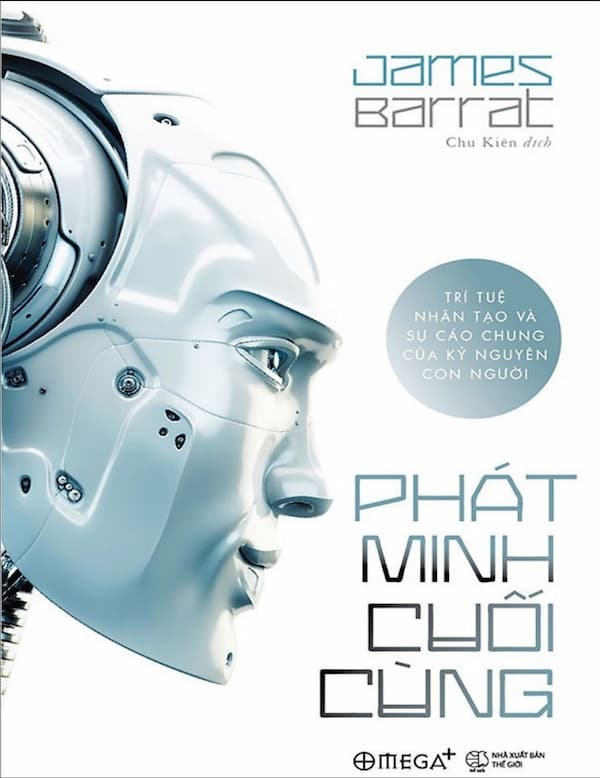 James
Barrat
Chu Kiên dịch
TRÍ TUỆ
NHÂN TẠO VÀ
SỰ CÁO CHUNG
CỦA KỶ NGUYÊN
CON NGƯỜI
PHÁT
MINH
CUỐI
CÙNG
OMEGA+
NHÀ XUẤT BẢN
THẾ GIỚI